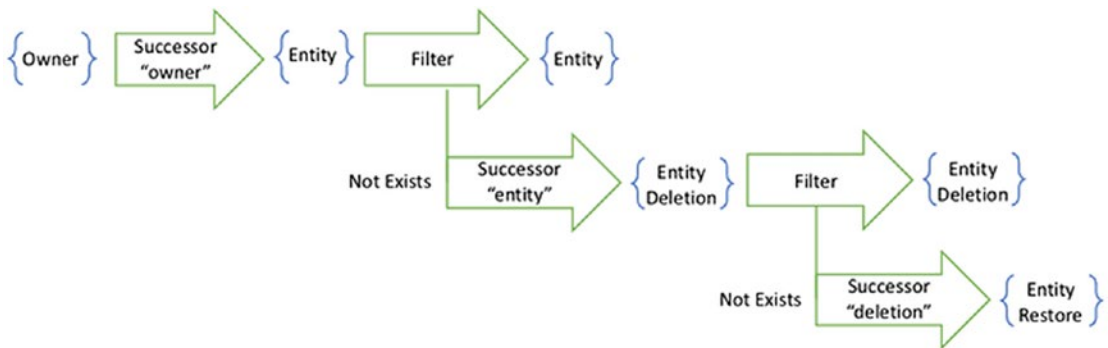 {Owner}
Successor
“owner”
{Entity}
Filter
{Entity}
Not Exists
Successor
“entity”
{Entity
Deletion}
Filter
{Entity
Deletion}
Not Exists
Successor
“deletion”
{Entity
Restore}